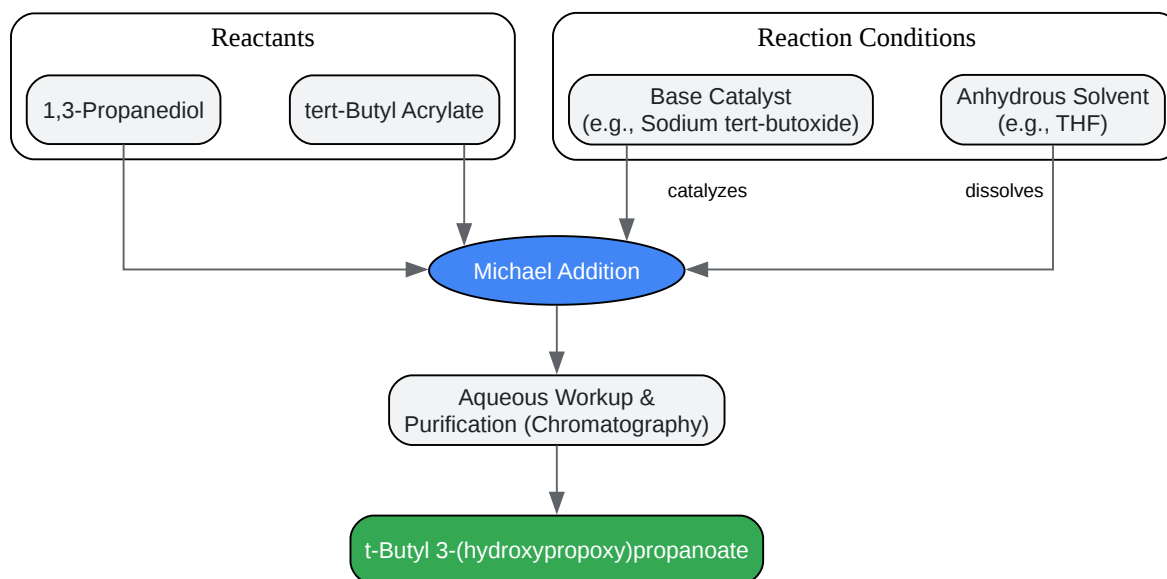 Reactants
Reaction Conditions
1,3-Propanediol
tert-Butyl Acrylate
Base Catalyst
(e.g., Sodium tert-butoxide)
Anhydrous Solvent
(e.g., THF)
catalyzes
dissolves
Michael Addition
Aqueous Workup &
Purification (Chromatography)
t-Butyl 3-(hydroxypropoxy)propanoate